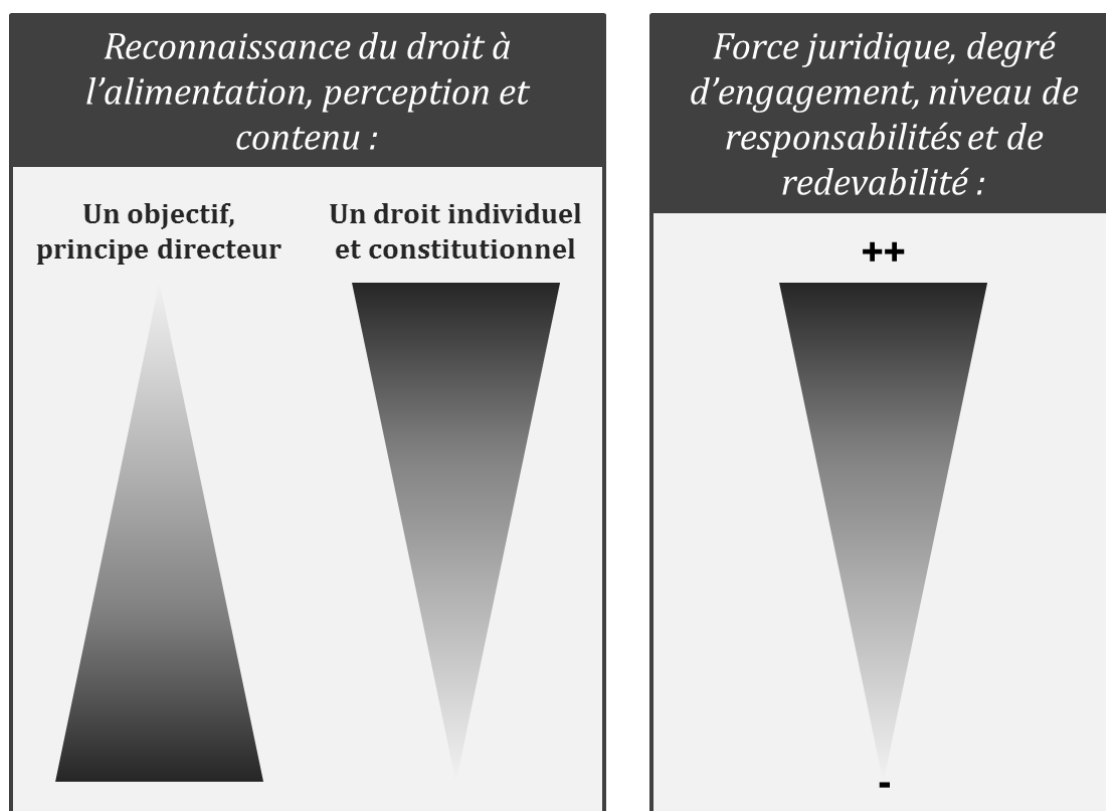 Reconnaissance du droit à
l’alimentation, perception et
contenu :
Un objectif,
principe directeur
Un droit individuel
et constitutionnel
Force juridique, degré
d’engagement, niveau de
responsabilités et de
redevabilité :
++
-